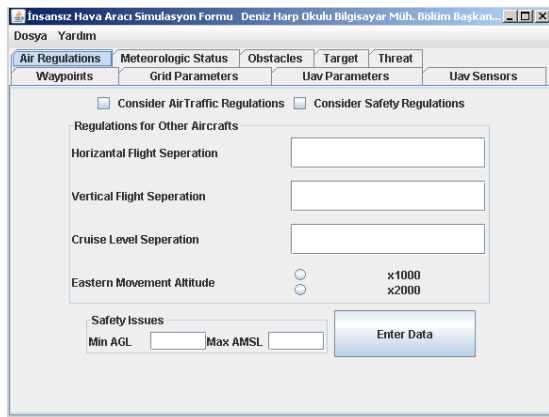 İnsansız Hava Aracı Simulasyon Formu Deniz Harp Okulu Bilgisayar Müh. Bölüm Başkan...
Dosya Yardım
Air Regulations Meteorologic Status Obstacles Target Threat
Waypoints Grid Parameters Uav Parameters Uav Sensors
Consider AirTraffic Regulations Consider Safety Regulations
Regulations for Other Aircrafts
Horizantal Flight Seperation
Vertical Flight Seperation
Cruise Level Seperation
Eastern Movement Altitude
x1000
x2000
Safety Issues
Min AGL Max AMSL
Enter Data